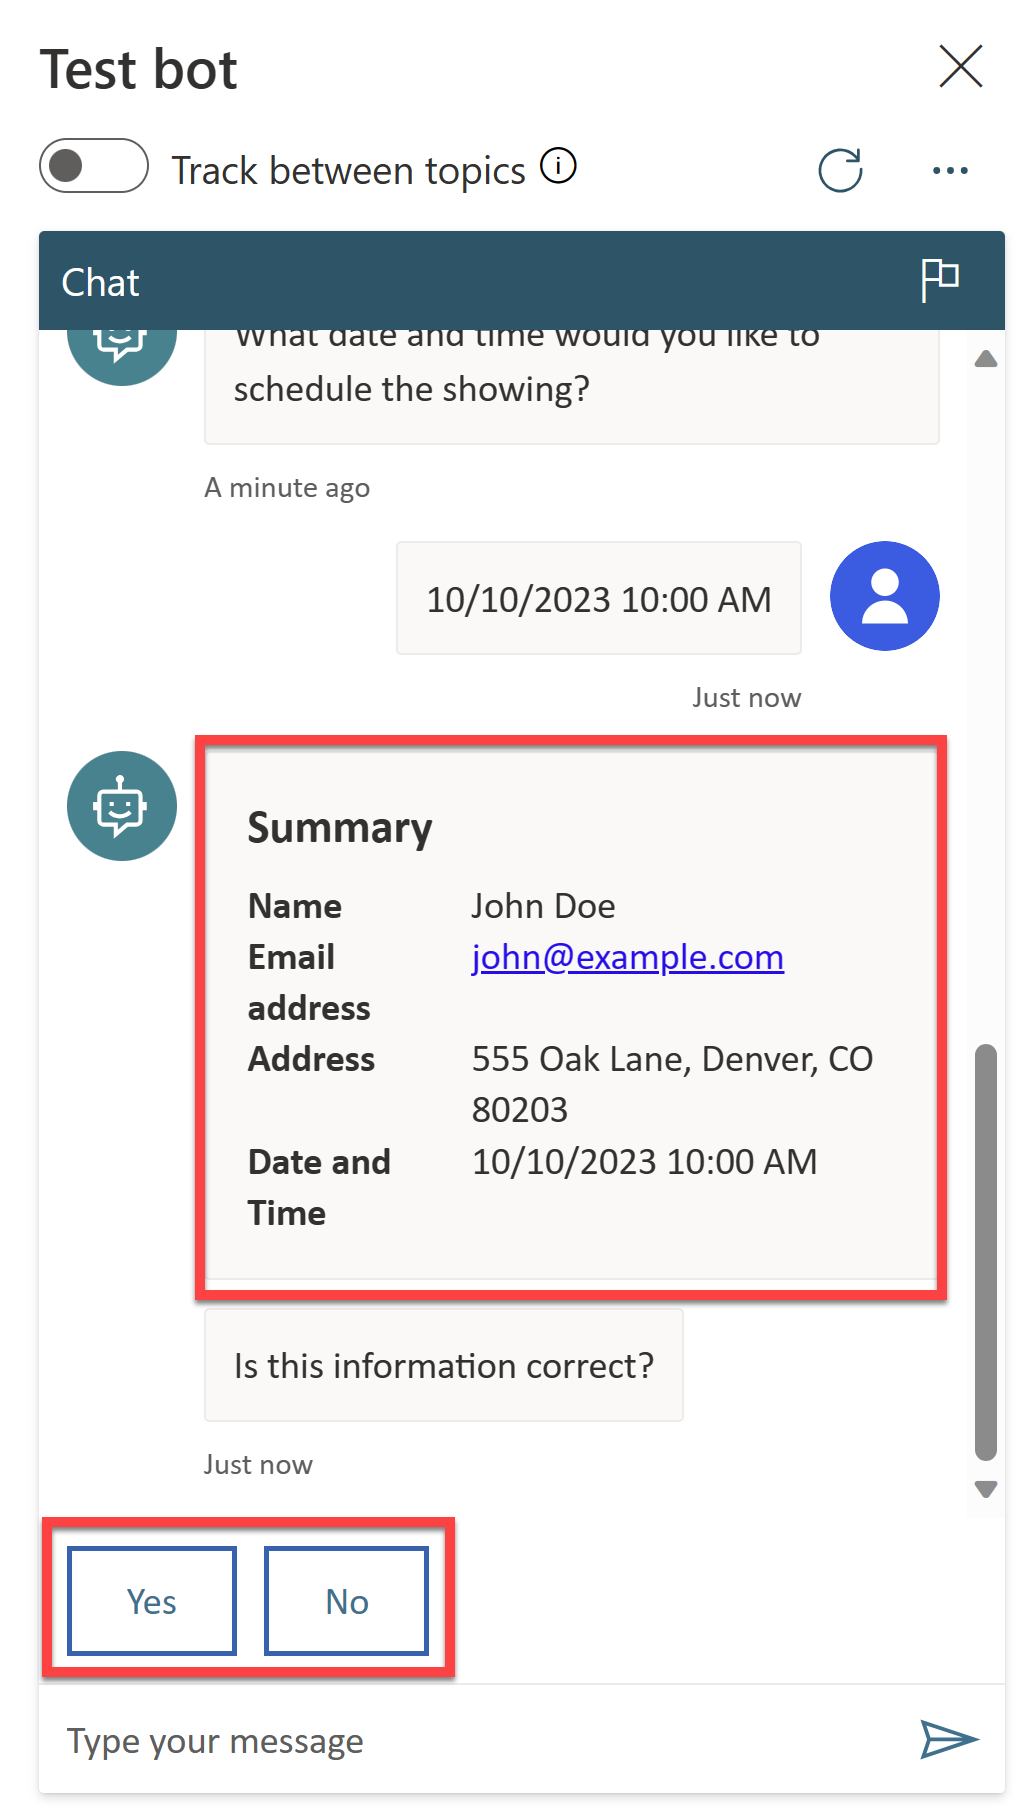 Test bot
Track between topics
Chat
What date and time would you like to
schedule the showing?
A minute ago
10/10/2023 10:00 AM
Just now
Summary
Name John Doe
Email john@example.com
address
Address 555 Oak Lane, Denver, CO
80203
Date and 10/10/2023 10:00 AM
Time
Is this information correct?
Just now
Yes No
Type your message